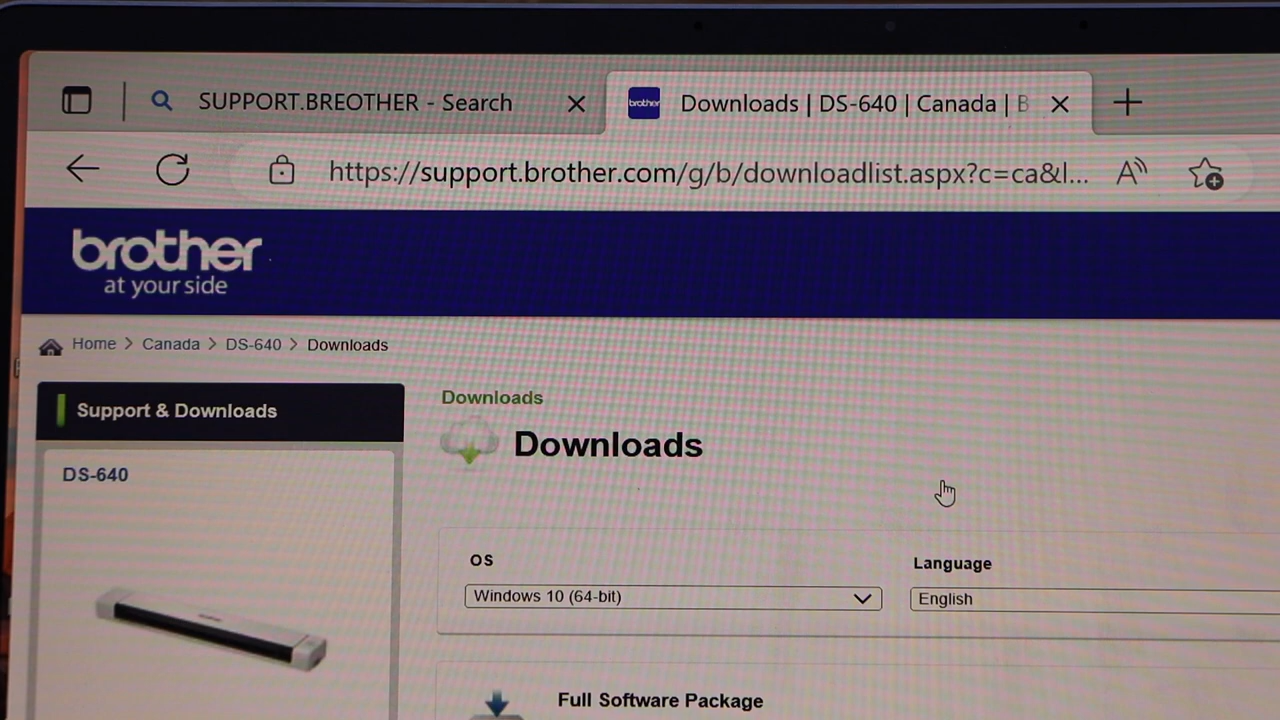 SUPPORT.BREOTHER - Search
brother
Downloads | DS-640 | Canada | B
https://support.brother.com/g/b/downloadlist.aspx?c=ca&l...
brother
at your side
Home > Canada > DS-640 > Downloads
Support & Downloads
DS-640
Downloads
Downloads
OS
Windows 10 (64-bit)
Language
English
Full Software Package